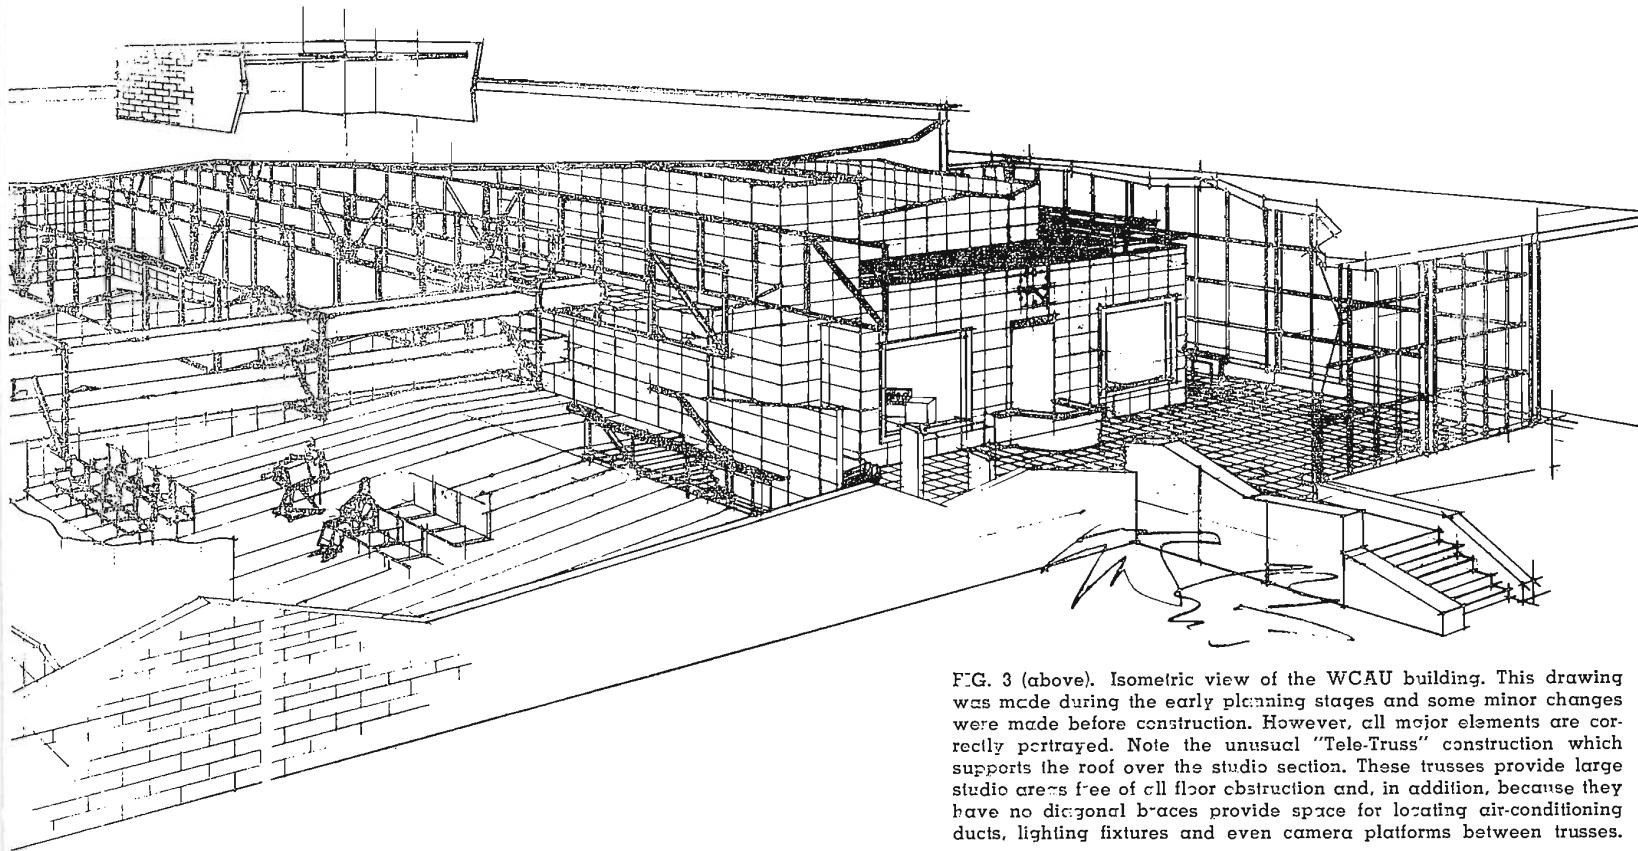 FIG. 3 (above). Isometric view of the WCAU building. This drawing
was made during the early planning stages and some minor changes
were made before construction. However, all major elements are cor-
rectly portrayed. Note the unusual "Tele-Truss" construction which
supports the roof over the studio section. These trusses provide large
studio areas free of all floor obstruction and, in addition, because they
have no diagonal braces provide space for locating air-conditioning
ducts, lighting fixtures and even camera platforms between trusses.